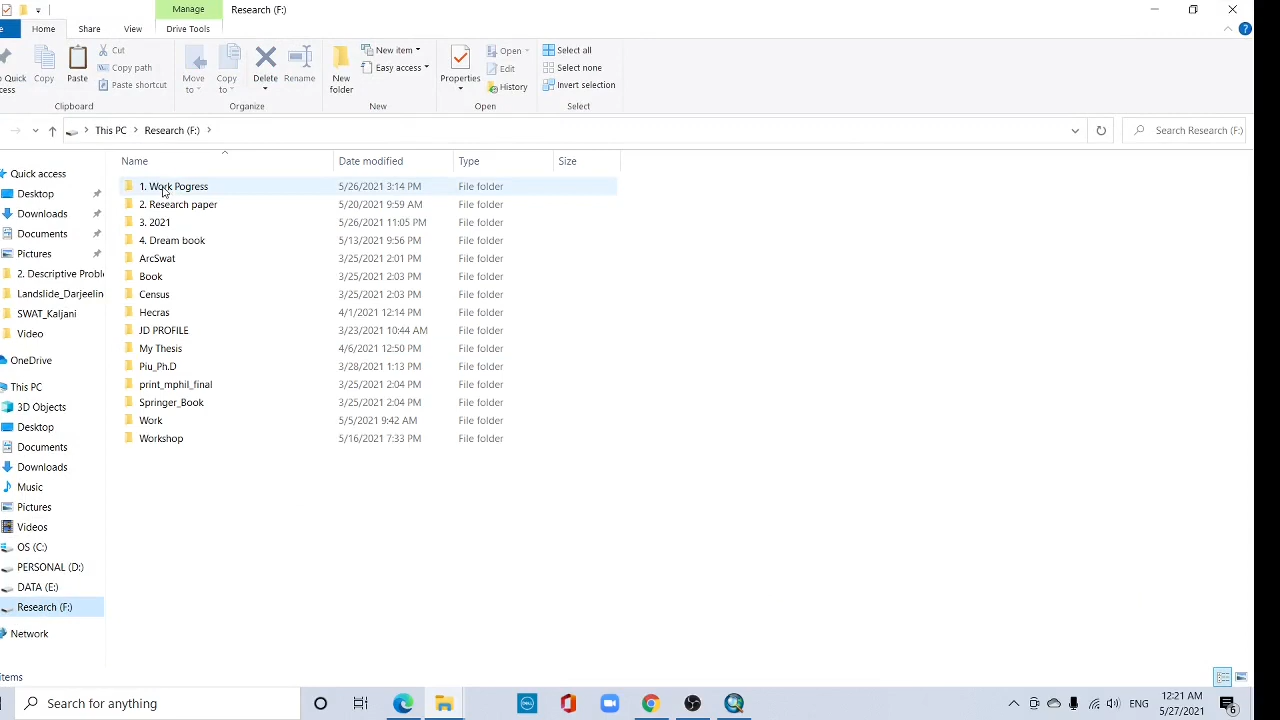 Manage
Research (F:)
Home
Share
View
Drive Tools
Cut
Copy path
Paste shortcut
Quick
Copy
Paste
Clipboard
Move
to
Copy
to
Delete
Rename
Organize
New
folder
New item
Easy access
New
Properties
Open
Edit
History
Open
Select all
Select none
Invert selection
Select
This PC
Research (F:)
Search Research (F:)
Name
Date modified
Type
Size
1. Work Pogress 5/26/2021 3:14 PM File folder
2. Research paper 5/20/2021 9:59 AM File folder
3. 2021 5/26/2021 11:05 PM File folder
4. Dream book 5/13/2021 9:56 PM File folder
ArcSwat 3/25/2021 2:01 PM File folder
Book 3/25/2021 2:03 PM File folder
Census 3/25/2021 2:03 PM File folder
Hecras 4/1/2021 12:14 PM File folder
JD PROFILE 3/23/2021 10:44 AM File folder
My Thesis 4/6/2021 12:50 PM File folder
Piu_Ph.D 3/28/2021 1:13 PM File folder
print_mphil_final 3/25/2021 2:04 PM File folder
Springer_Book 3/25/2021 2:04 PM File folder
Work 5/5/2021 9:42 AM File folder
Workshop 5/16/2021 7:33 PM File folder
Quick access
Desktop
Downloads
Documents
Pictures
2. Descriptive Probl
Landslide_Darjeelin
SWAT_Kaljani
Video
OneDrive
This PC
3D Objects
Desktop
Documents
Downloads
Music
Pictures
Videos
OS (C:)
PERSONAL (D:)
DATA (E:)
Research (F:)
Network
items
Search for anything
DELL
ENG
12:21 AM
5/27/2021
6